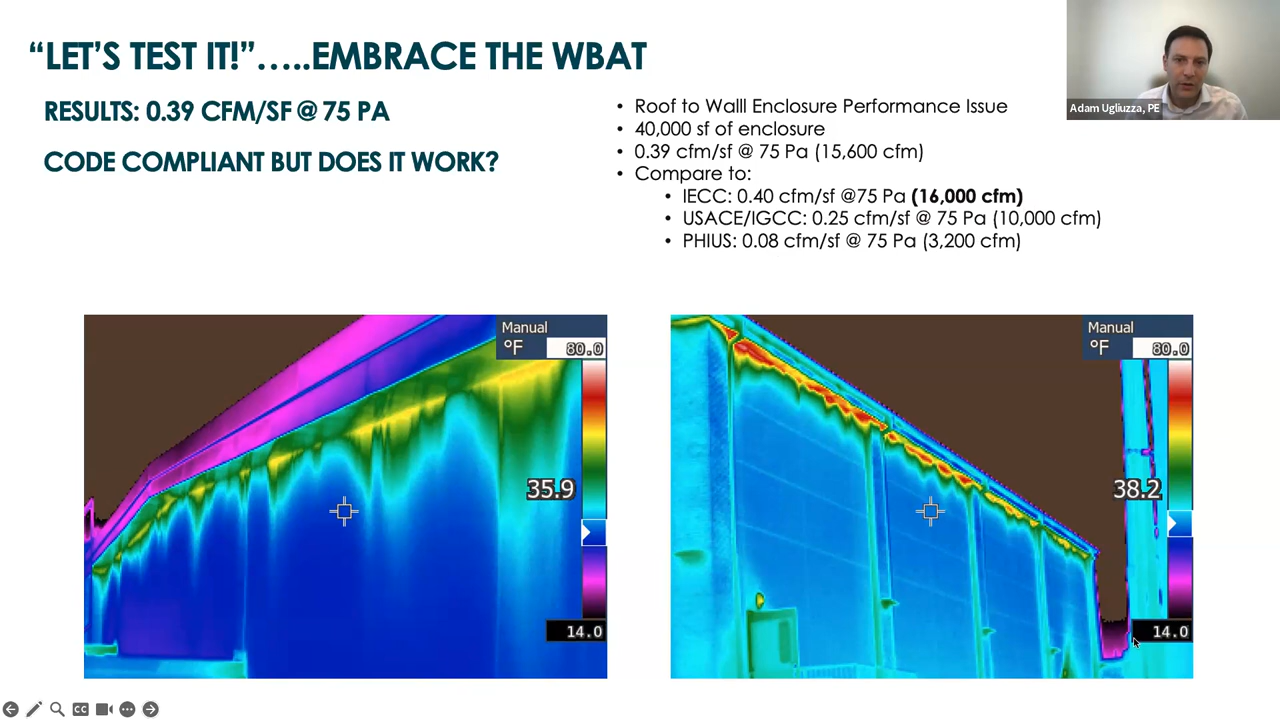 “LET’S TEST IT!”…..EMBRACE THE WBAT
RESULTS: 0.39 CFM/SF @ 75 PA
CODE COMPLIANT BUT DOES IT WORK?
• Roof to Walll Enclosure Performance Issue
• 40,000 sf of enclosure
• 0.39 cfm/sf @ 75 Pa (15,600 cfm)
• Compare to:
• IECC: 0.40 cfm/sf @75 Pa (16,000 cfm)
• USACE/IGCC: 0.25 cfm/sf @ 75 Pa (10,000 cfm)
• PHIUS: 0.08 cfm/sf @ 75 Pa (3,200 cfm)
Adam Ugliuzza, PE
Manual
°F
80.0
35.9
14.0
Manual
°F
80.0
38.2
14.0
CC